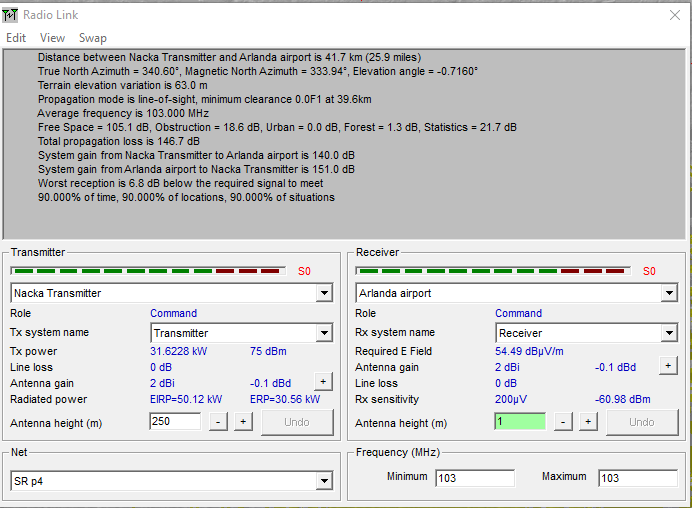 Radio Link
Edit View Swap
Distance between Nacka Transmitter and Arlanda airport is 41.7 km (25.9 miles)
True North Azimuth = 340.60°, Magnetic North Azimuth = 333.94°, Elevation angle = -0.7160°
Terrain elevation variation is 63.0 m
Propagation mode is line-of-sight, minimum clearance 0.0F1 at 39.6km
Average frequency is 103.000 MHz
Free Space = 105.1 dB, Obstruction = 18.6 dB, Urban = 0.0 dB, Forest = 1.3 dB, Statistics = 21.7 dB
Total propagation loss is 146.7 dB
System gain from Nacka Transmitter to Arlanda airport is 140.0 dB
System gain from Arlanda airport to Nacka Transmitter is 151.0 dB
Worst reception is 6.8 dB below the required signal to meet
90.000% of time, 90.000% of locations, 90.000% of situations
Transmitter
S0
Nacka Transmitter
Role Command
Tx system name Transmitter
Tx power 31.6228 kW 75 dBm
Line loss 0 dB
Antenna gain 2 dBi -0.1 dBd +
Radiated power EIRP=50.12 kW ERP=30.56 kW
Antenna height (m) 250 - + Undo
Receiver
S0
Arlanda airport
Role Command
Rx system name Receiver
Required E Field 54.49 dBµV/m
Antenna gain 2 dBi -0.1 dBd +
Line loss 0 dB
Rx sensitivity 200µV -60.98 dBm
Antenna height (m) 1 - + Undo
Net
SR p4
Frequency (MHz)
Minimum 103 Maximum 103